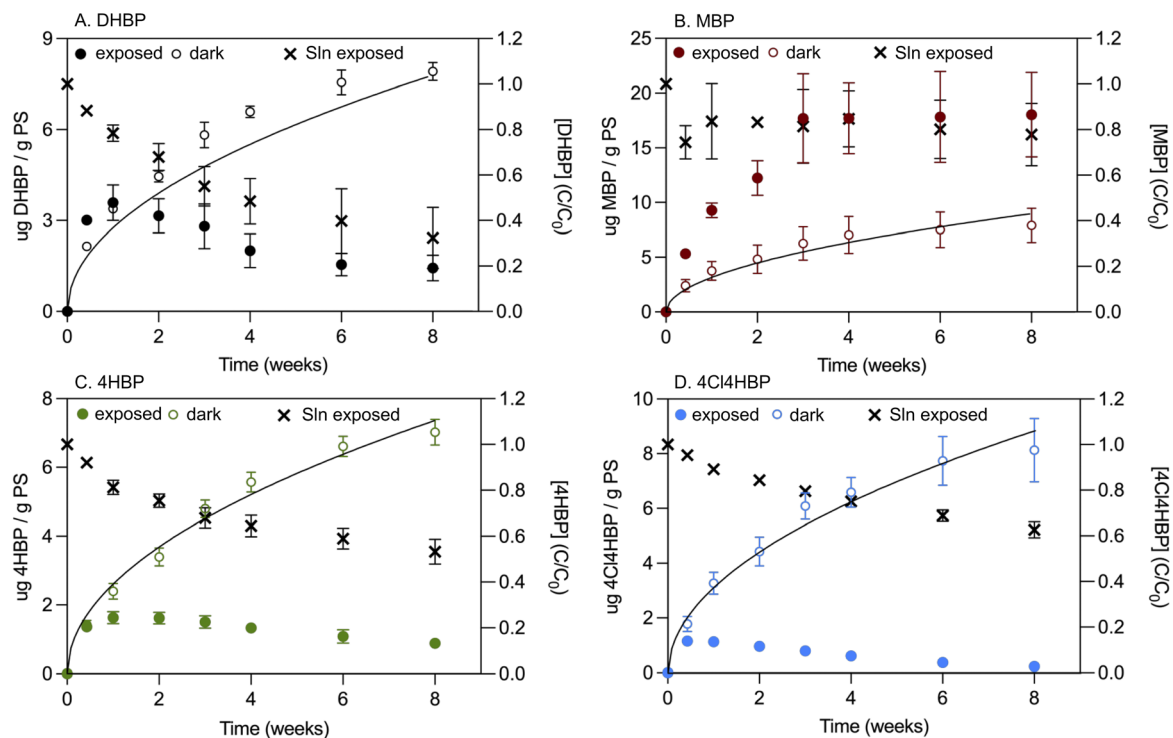 A. DHBP
exposed dark Sln exposed
9
6
3
0
1.2
1.0
0.8
0.6
0.4
0.2
0.0
0 2 4 6 8
ug DHBP / g PS
[DHBP] (C/C0)
Time (weeks)
B. MBP
exposed dark Sln exposed
25
20
15
10
5
0
1.2
1.0
0.8
0.6
0.4
0.2
0.0
0 2 4 6 8
ug MBP / g PS
[MBP] (C/C0)
Time (weeks)
C. 4HBP
exposed dark Sln exposed
8
6
4
2
0
1.2
1.0
0.8
0.6
0.4
0.2
0.0
0 2 4 6 8
ug 4HBP / g PS
[4HBP] (C/C0)
Time (weeks)
D. 4Cl4HBP
exposed dark Sln exposed
10
8
6
4
2
0
1.2
1.0
0.8
0.6
0.4
0.2
0.0
0 2 4 6 8
ug 4Cl4HBP / g PS
[4Cl4HBP] (C/C0)
Time (weeks)